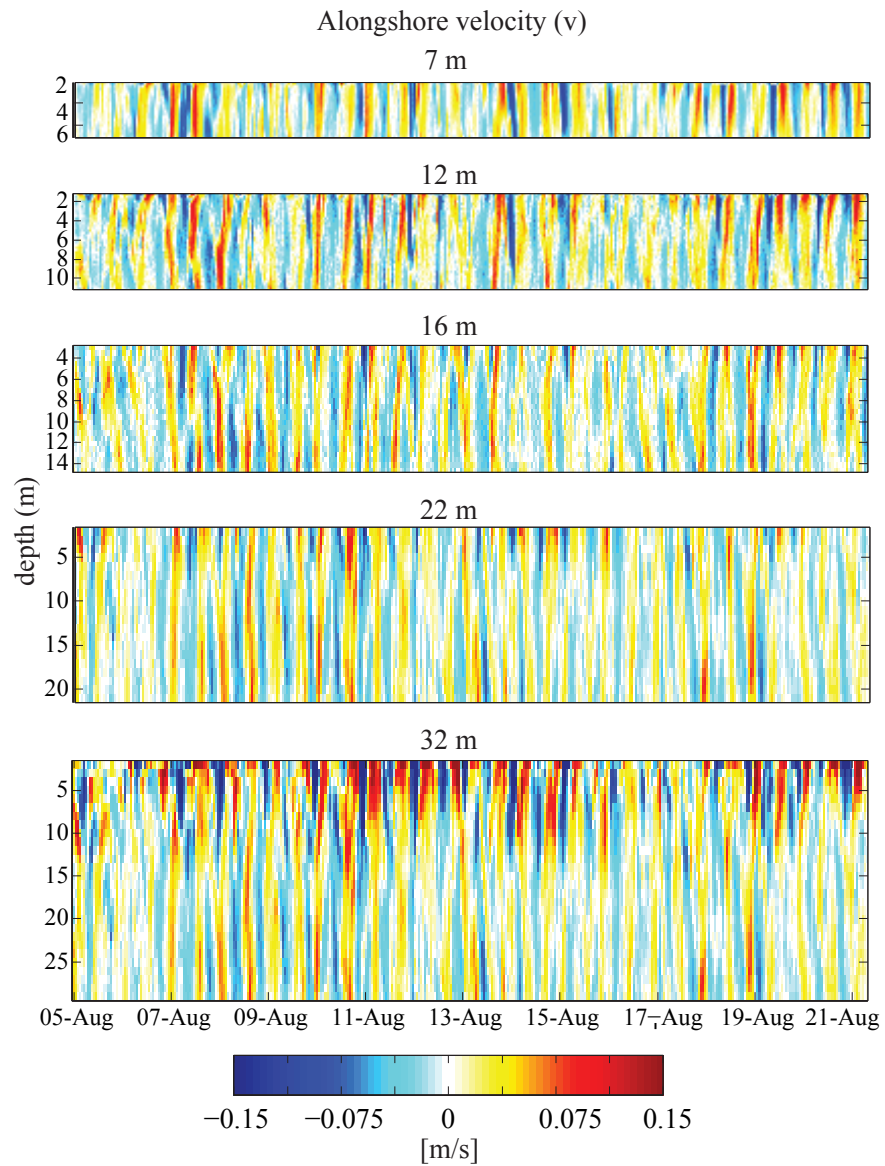 Alongshore velocity (v)
7 m
2
4
6
12 m
2
4
6
8
10
16 m
4
6
8
10
12
14
22 m
5
10
15
20
depth (m)
32 m
5
10
15
20
25
05-Aug 07-Aug 09-Aug 11-Aug 13-Aug 15-Aug 17-Aug 19-Aug 21-Aug
−0.15 −0.075 0 0.075 0.15
[m/s]